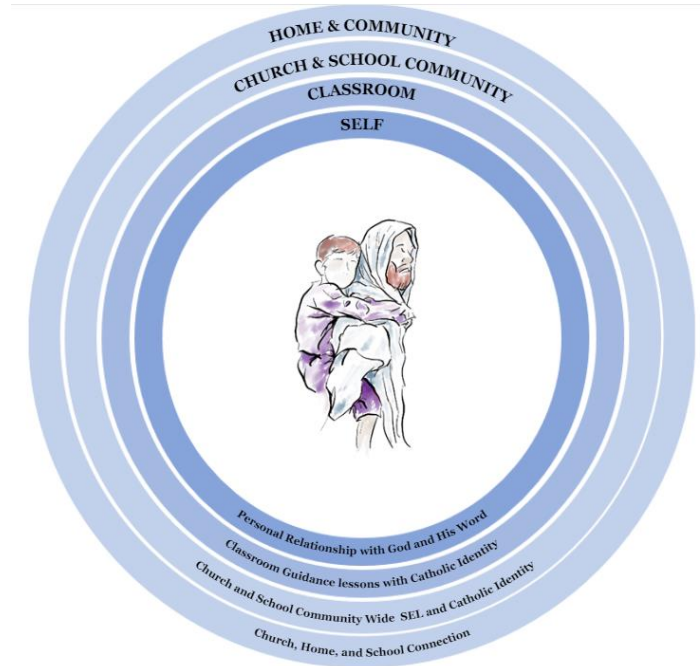 HOME & COMMUNITY
CHURCH & SCHOOL COMMUNITY
CLASSROOM
SELF
Personal Relationship with God and His Word
Classroom Guidance lessons with Catholic Identity
Church and School Community Wide SEL and Catholic Identity
Church, Home, and School Connection